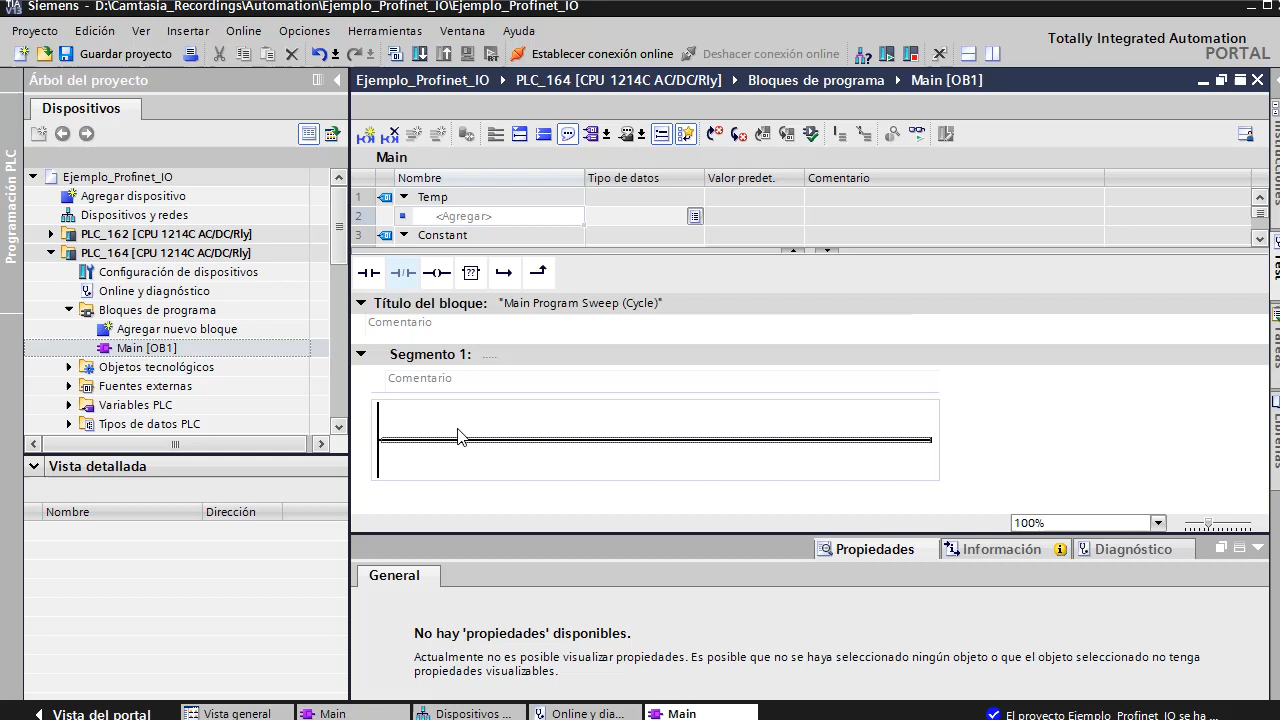 Siemens - D:\Camtasia_Recordings\Automation\Ejemplo_Profinet_IO\Ejemplo_Profinet_IO
Proyecto Edición Ver Insertar Online Opciones Herramientas Ventana Ayuda
Totally Integrated Automation
PORTAL
Guardar proyecto Establecer conexión online Deshacer conexión online
Árbol del proyecto
Ejemplo_Profinet_IO PLC_164 [CPU 1214C AC/DC/Rly] Bloques de programa Main [OB1]
Dispositivos
Programación PLC
Main
Nombre Tipo de datos Valor predet. Comentario
1 Temp
2 <Agregar>
3 Constant
Ejemplo_Profinet_IO
Agregar dispositivo
Dispositivos y redes
PLC_162 [CPU 1214C AC/DC/Rly]
PLC_164 [CPU 1214C AC/DC/Rly]
Configuración de dispositivos
Online y diagnóstico
Bloques de programa
Agregar nuevo bloque
Main [OB1]
Objetos tecnológicos
Fuentes externas
Variables PLC
Tipos de datos PLC
??
Título del bloque: "Main Program Sweep (Cycle)"
Comentario
Segmento 1: .....
Comentario
100%
Vista detallada
Nombre Dirección
Propiedades Información Diagnóstico
General
No hay 'propiedades' disponibles.
Actualmente no es posible visualizar propiedades. Es posible que no se haya seleccionado ningún objeto o que el objeto seleccionado no tenga
propiedades visualizables.
Vista del portal Vista general Main Dispositivos ... Online y dia... Main El proyecto Ejemplo_Profinet_IO se ha ...